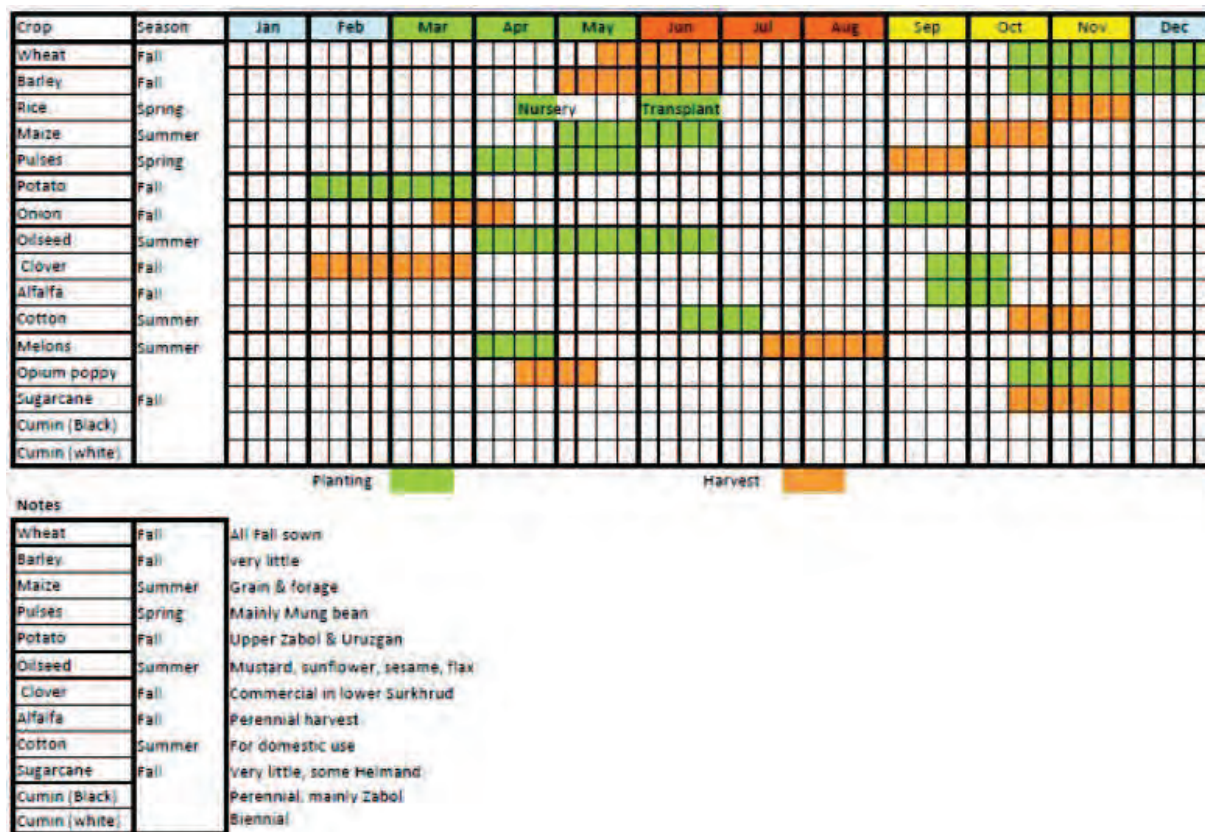 Crop Season Jan Feb Mar Apr May Jun Jul Aug Sep Oct Nov Dec
Wheat Fall
Barley Fall
Rice Spring Nursery Transplant
Maize Summer
Pulses Spring
Potato Fall
Onion Fall
Oilseed Summer
Clover Fall
Alfalfa Fall
Cotton Summer
Melons Summer
Opium poppy
Sugarcane Fall
Cumin (Black)
Cumin (white)
Planting Harvest
Notes
Wheat Fall All Fall sown
Barley Fall very little
Maize Summer Grain & forage
Pulses Spring Mainly Mung bean
Potato Fall Upper Zabol & Uruzgan
Oilseed Summer Mustard, sunflower, sesame, flax
Clover Fall Commercial in lower Surkhrud
Alfalfa Fall Perennial harvest
Cotton Summer For domestic use
Sugarcane Fall Very little, some Helmand
Cumin (Black) Perennial, mainly Zabol
Cumin (white) Biennial